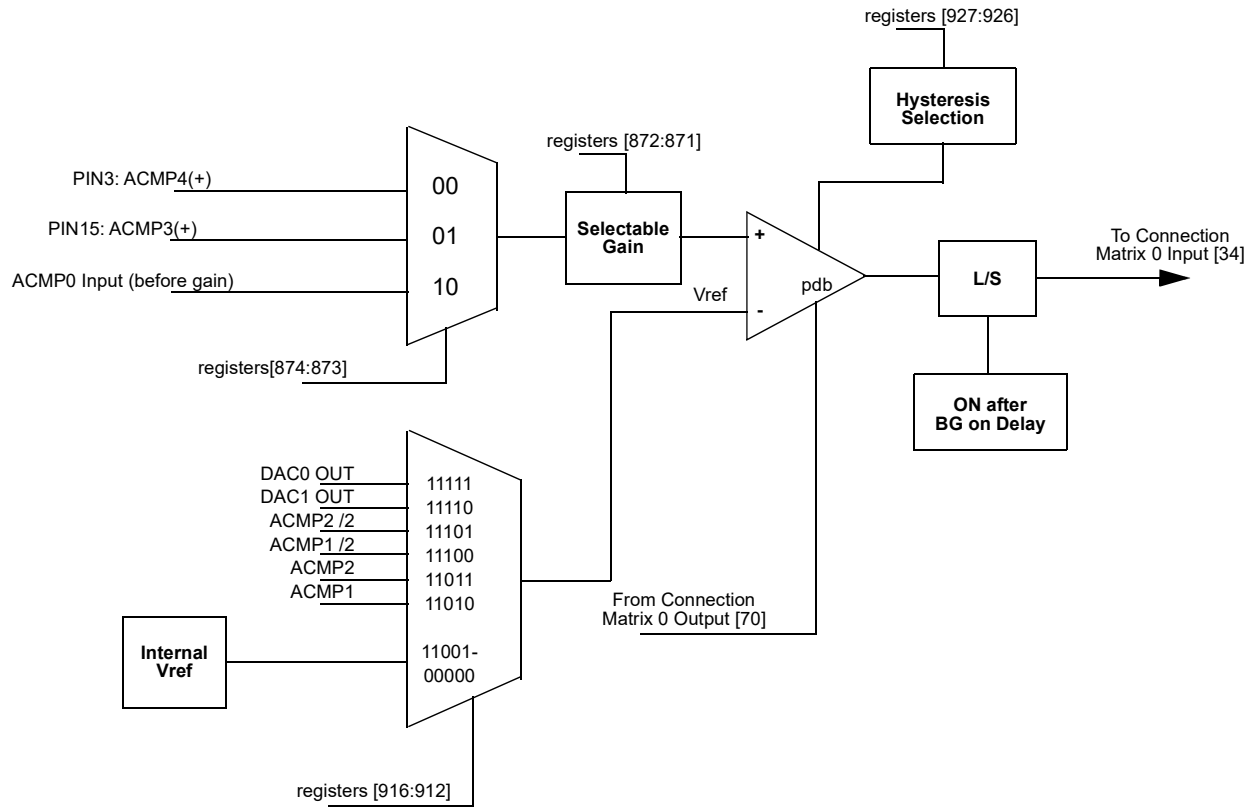 registers [927:926]
Hysteresis
Selection
registers [872:871]
PIN3: ACMP4(+)
00
PIN15: ACMP3(+)
01
Selectable
Gain
+
To Connection
Matrix 0 Input [34]
ACMP0 Input (before gain)
10
Vref
pdb
L/S
-
registers[874:873]
ON after
BG on Delay
DAC0 OUT
11111
DAC1 OUT
11110
ACMP2 /2
11101
ACMP1 /2
11100
ACMP2
11011
ACMP1
11010
From Connection
Matrix 0 Output [70]
Internal
Vref
11001-
00000
registers [916:912]